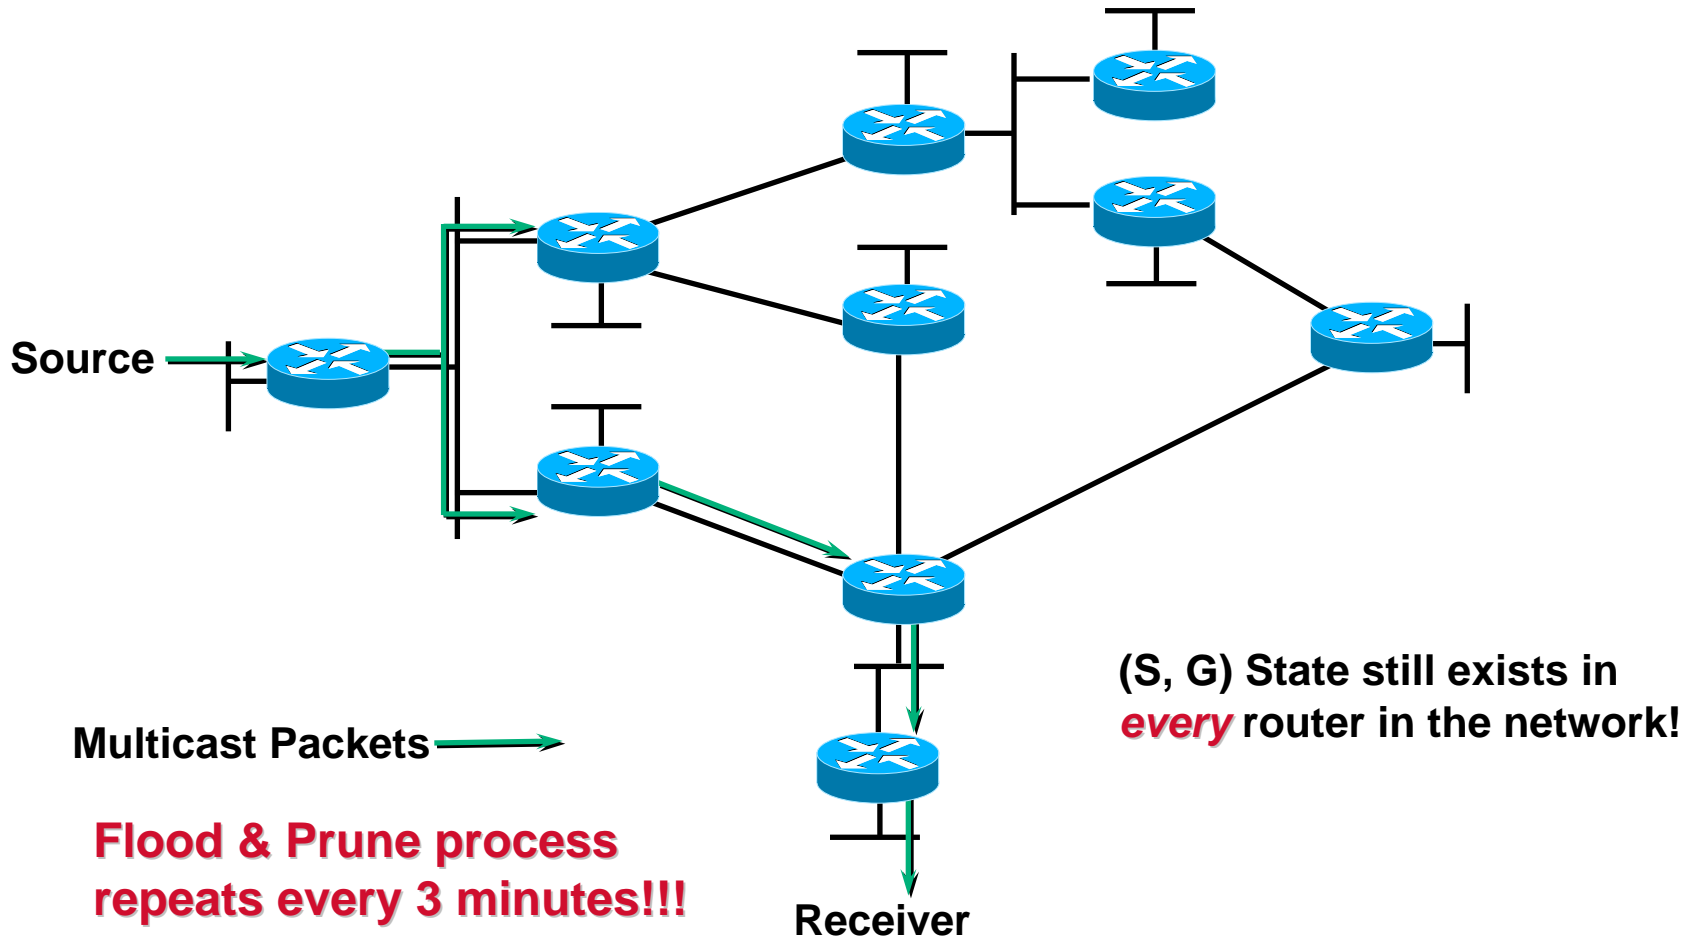 Source
(S, G) State still exists in
every router in the network!
Multicast Packets
Flood & Prune process
repeats every 3 minutes!!!
Receiver